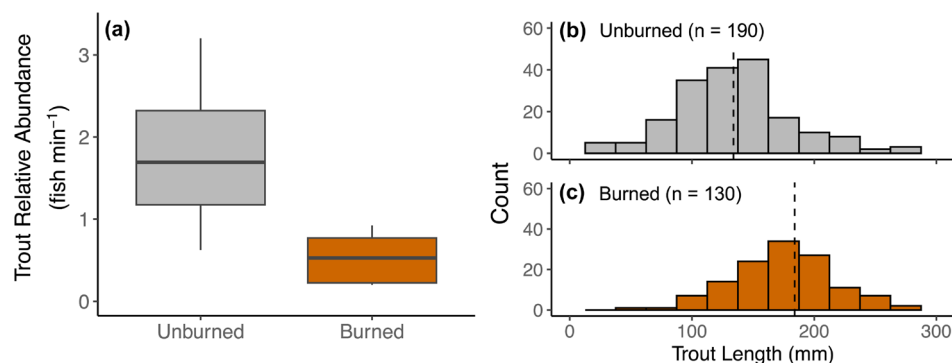 (a)
Trout Relative Abundance
(fish min⁻¹)
3
2
1
0
Unburned
Burned
(b) Unburned (n = 190)
60
40
20
0
Count
(c) Burned (n = 130)
60
40
20
0
0
100
200
300
Trout Length (mm)